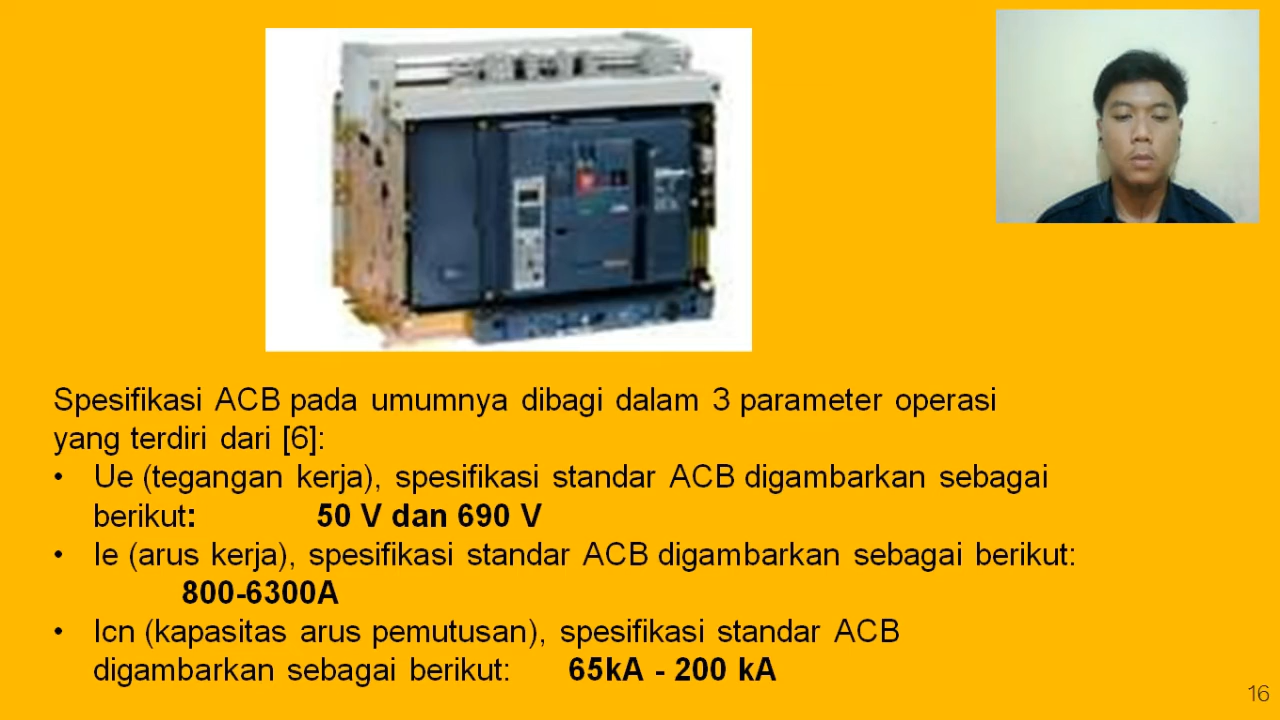 Spesifikasi ACB pada umumnya dibagi dalam 3 parameter operasi
yang terdiri dari [6]:
• Ue (tegangan kerja), spesifikasi standar ACB digambarkan sebagai
berikut: 50 V dan 690 V
• Ie (arus kerja), spesifikasi standar ACB digambarkan sebagai berikut:
800-6300A
• Icn (kapasitas arus pemutusan), spesifikasi standar ACB
digambarkan sebagai berikut: 65kA - 200 kA
16